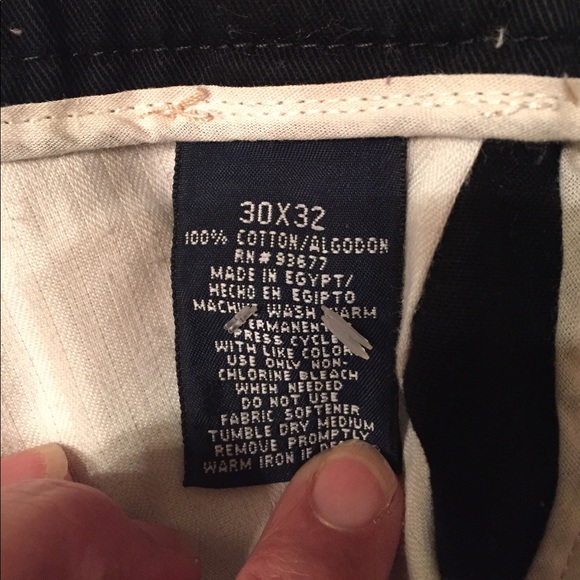 30X32
100% COTTON/ALGODON
RN# 93677
MADE IN EGYPT/
HECHO EN EGIPTO
MACHINE WASH WARM
PERMANENT
PRESS CYCLE
WITH LIKE COLORS
USE ONLY NON-
CHLORINE BLEACH
WHEN NEEDED
DO NOT USE
FABRIC SOFTENER
TUMBLE DRY MEDIUM
REMOVE PROMPTLY
WARM IRON IF